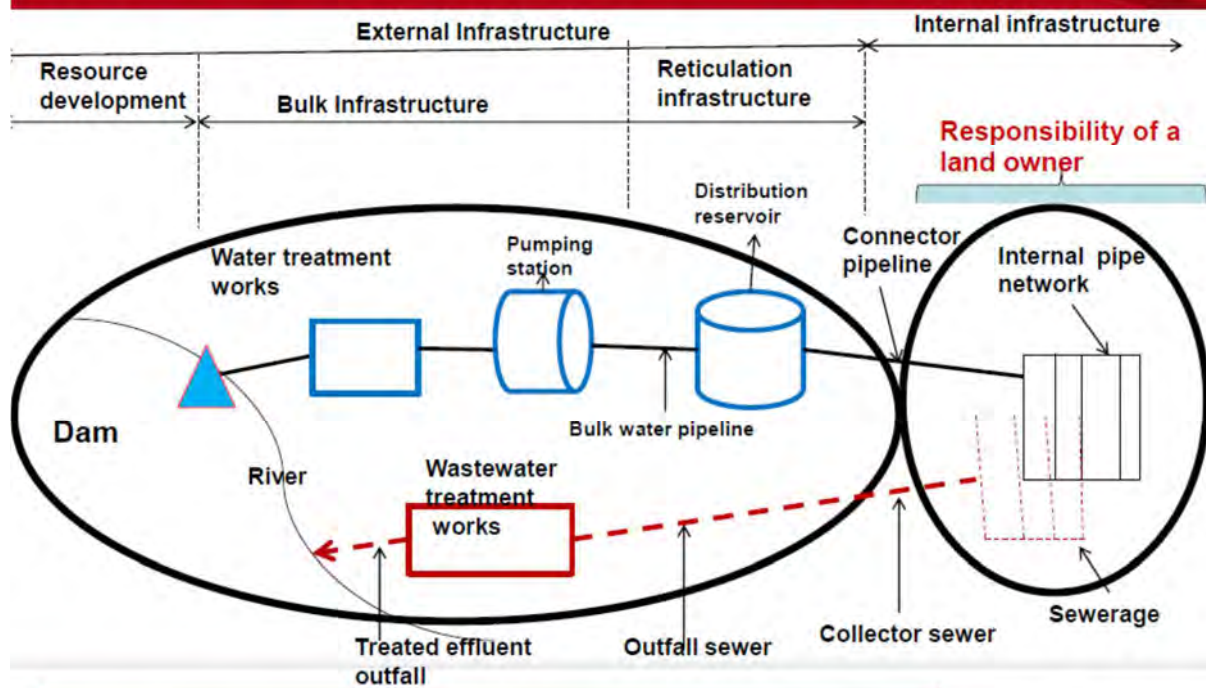 External Infrastructure
Internal infrastructure
Resource
development
Bulk Infrastructure
Reticulation
infrastructure
Responsibility of a
land owner
Distribution
reservoir
Water treatment
works
Pumping
station
Connector
pipeline
Internal pipe
network
Bulk water pipeline
Dam
River
Wastewater
treatment
works
Treated effluent
outfall
Outfall sewer
Collector sewer
Sewerage